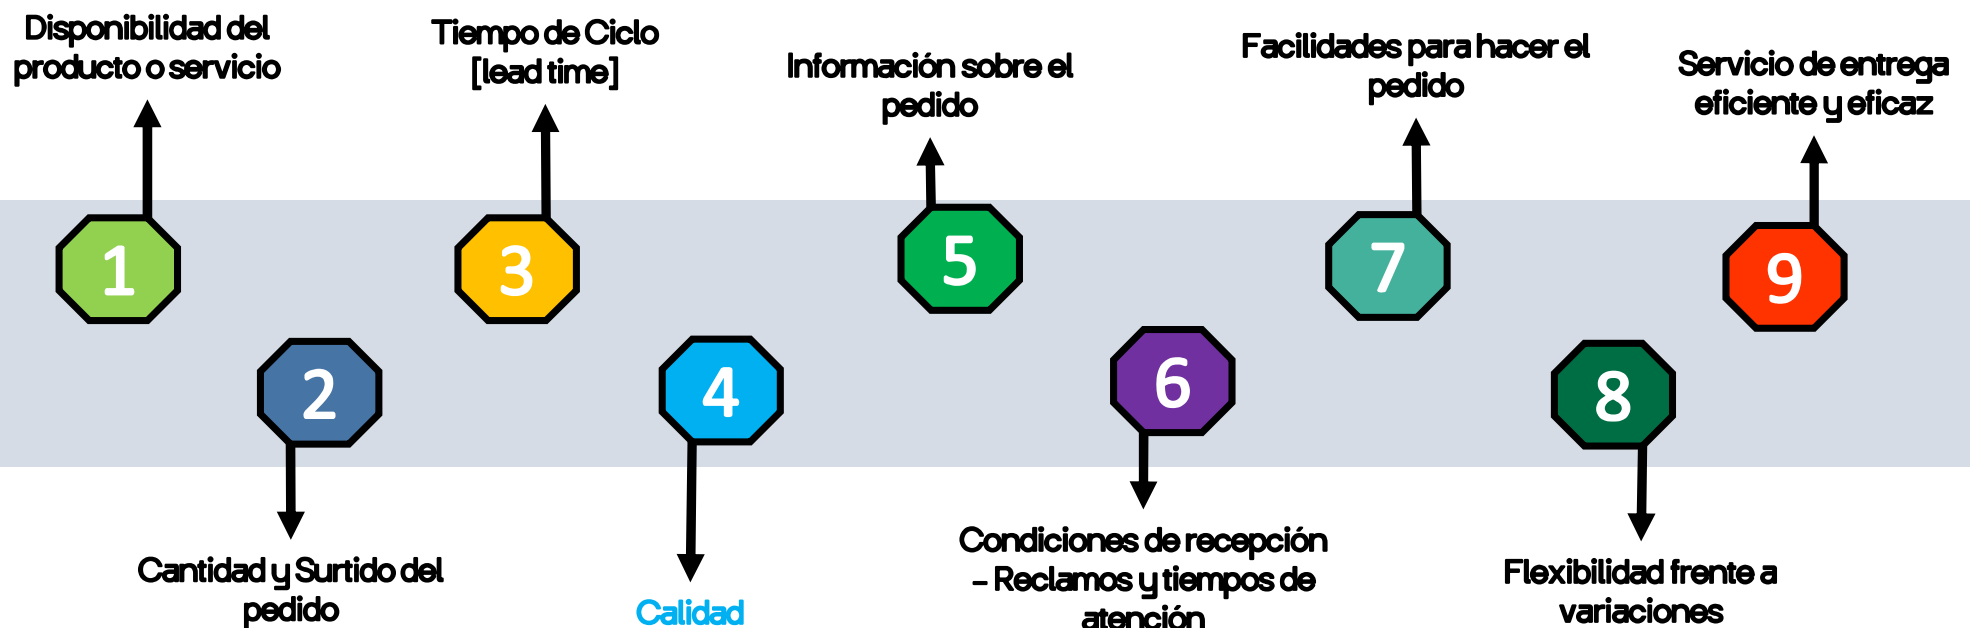 Disponibilidad del
producto o servicio
1
Cantidad y Surtido del
pedido
2
Tiempo de Ciclo
[lead time]
3
Calidad
4
Información sobre el
pedido
5
Condiciones de recepción
– Reclamos y tiempos de
atención
6
Facilidades para hacer el
pedido
7
Flexibilidad frente a
variaciones
8
Servicio de entrega
eficiente y eficaz
9